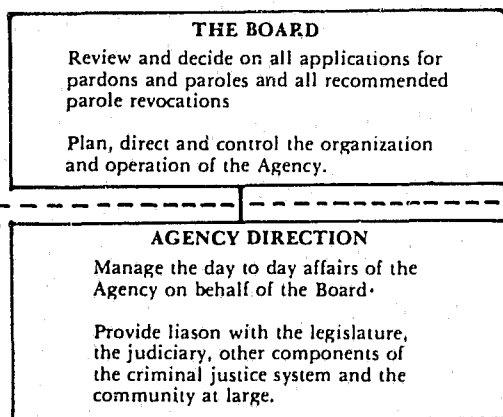 THE BOARD
Review and decide on all applications for
pardons and paroles and all recommended
parole revocations
Plan, direct and control the organization
and operation of the Agency.
AGENCY DIRECTION
Manage the day to day affairs of the
Agency on behalf of the Board·
Provide liason with the legislature,
the judiciary, other components of
the criminal justice system and the
community at large.